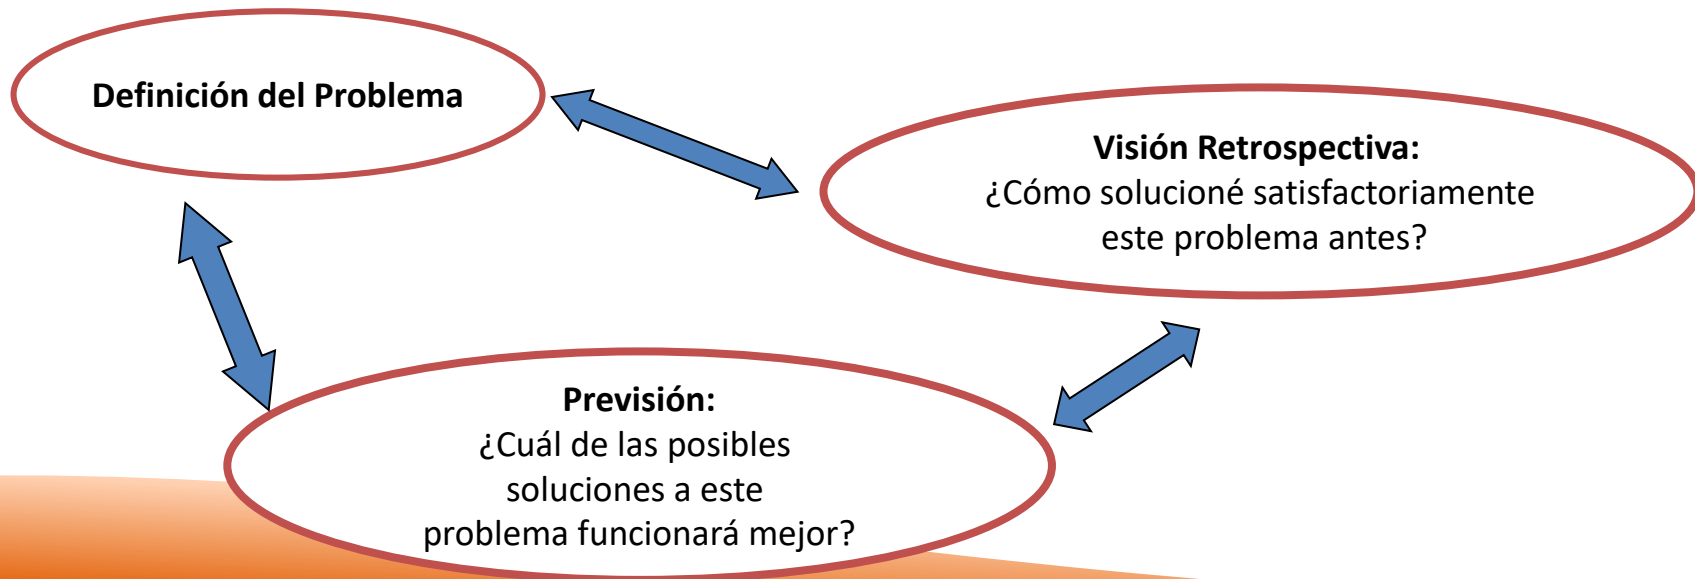 Definición del Problema
Visión Retrospectiva:
¿Cómo solucioné satisfactoriamente
este problema antes?
Previsión:
¿Cuál de las posibles
soluciones a este
problema funcionará mejor?